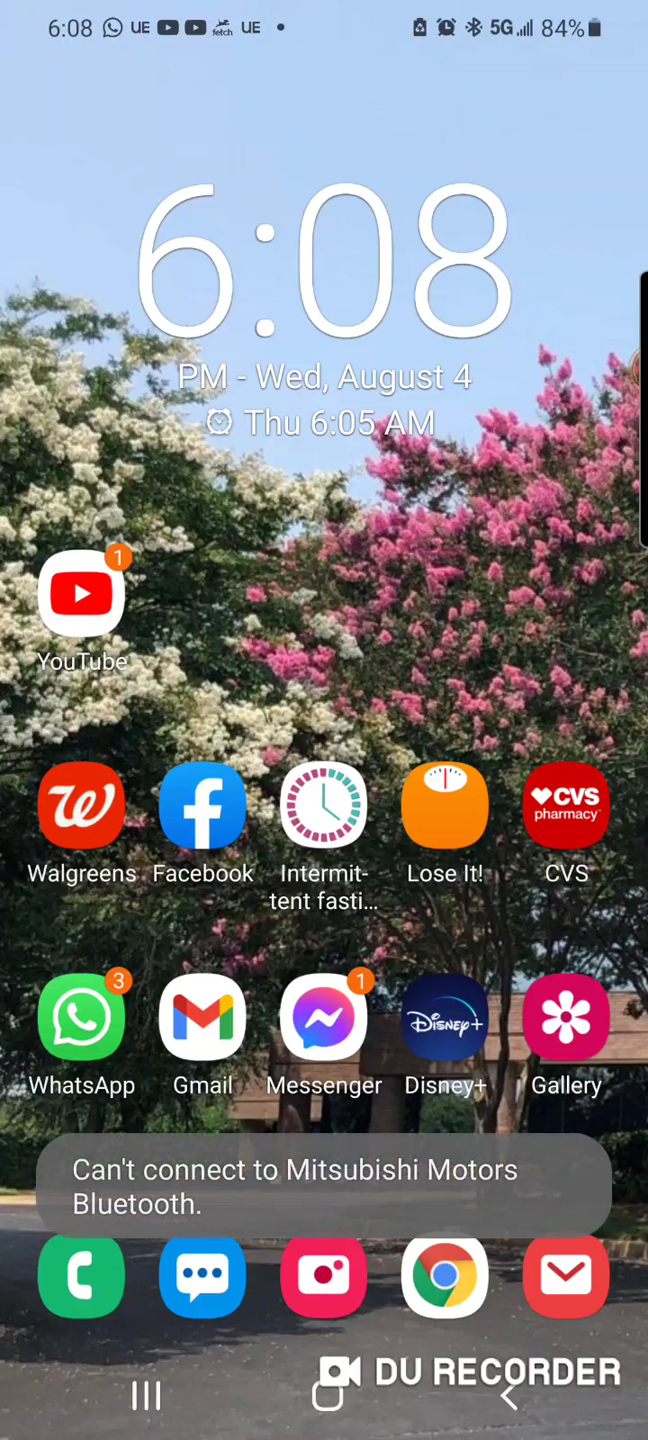 6:08 UE fetch UE 5G 84%
6:08
PM - Wed, August 4
Thu 6:05 AM
1
YouTube
W CVS pharmacy
Walgreens Facebook Intermit- Lose It! CVS
tent fasti...
3 1
Disney+
WhatsApp Gmail Messenger Disney+ Gallery
Can't connect to Mitsubishi Motors
Bluetooth.
DU RECORDER